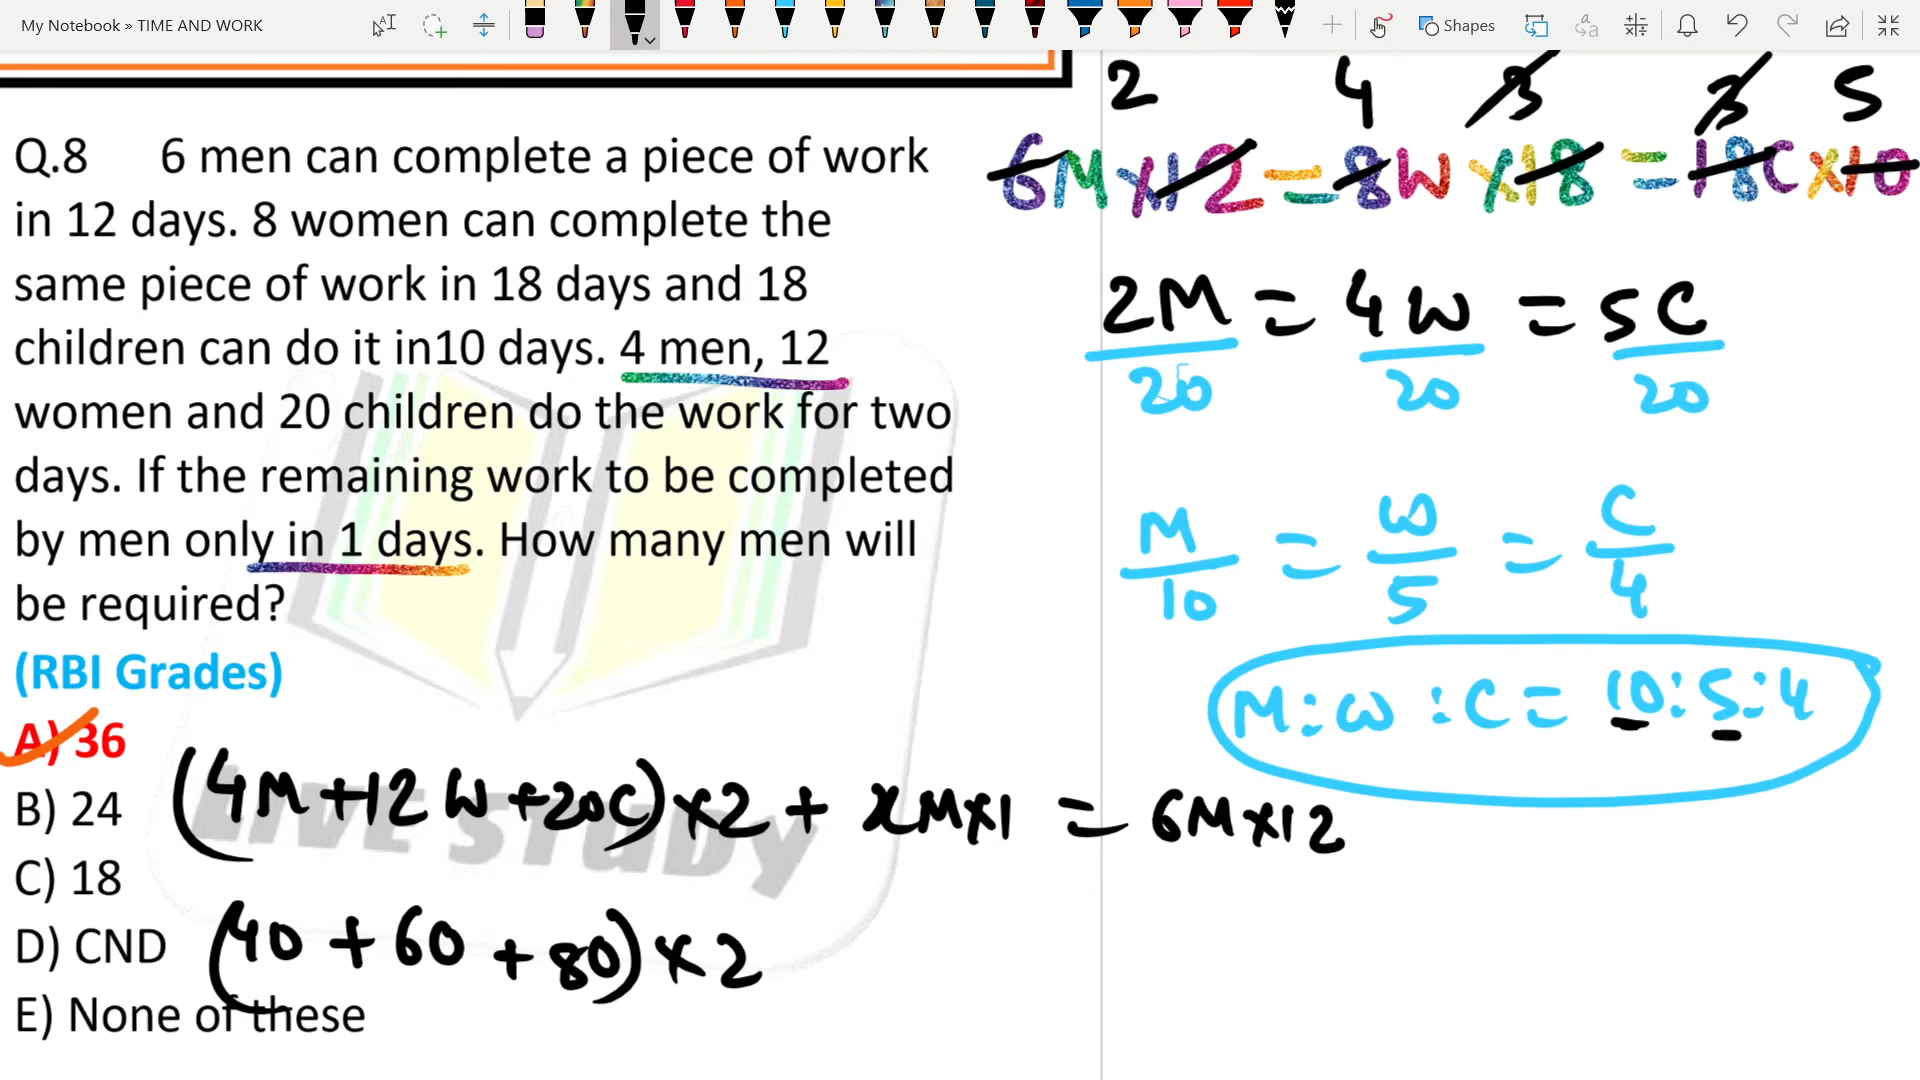 My Notebook » TIME AND WORK
Shapes
Q.8 6 men can complete a piece of work
in 12 days. 8 women can complete the
same piece of work in 18 days and 18
children can do it in10 days. 4 men, 12
women and 20 children do the work for two
days. If the remaining work to be completed
by men only in 1 days. How many men will
be required?
(RBI Grades)
A) 36
B) 24
C) 18
D) CND
E) None of these
(4M+12W+20C)×2 + xM×1 = 6M×12
(40 + 60 + 80)×2
2 4 3 3 5
6M×12=8W×18=18C×10
2M = 4W = 5C
20 20 20
M = W = C
10 5 4
M:W:C = 10:5:4
LIVE STUDY